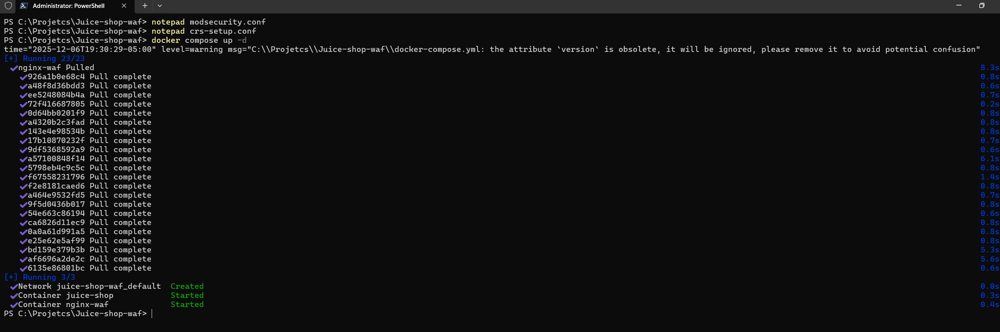 Administrator: PowerShell
PS C:\Projetcs\Juice-shop-waf> notepad modsecurity.conf
PS C:\Projetcs\Juice-shop-waf> notepad crs-setup.conf
PS C:\Projetcs\Juice-shop-waf> docker compose up -d
time="2025-12-06T19:30:29-05:00" level=warning msg="C:\\Projetcs\\Juice-shop-waf\\docker-compose.yml: the attribute `version` is obsolete, it will be ignored, please remove it to avoid potential confusion"
[+] Running 23/23
✔nginx-waf Pulled 8.3s
✔926a1b0e68c4 Pull complete 0.8s
✔a48f8d36bdd3 Pull complete 0.6s
✔ee5248084b4a Pull complete 0.7s
✔72f416687805 Pull complete 0.2s
✔0d64bb0201f9 Pull complete 0.8s
✔a4320b2c3fad Pull complete 0.8s
✔143e4e98534b Pull complete 0.8s
✔17b10870232f Pull complete 0.7s
✔9df5368592a9 Pull complete 0.6s
✔a57100848f14 Pull complete 6.1s
✔5798eb4c9c5c Pull complete 0.8s
✔f67558231796 Pull complete 1.4s
✔f2e8181caed6 Pull complete 0.8s
✔a464e9532fd5 Pull complete 0.7s
✔9f5d0436b017 Pull complete 0.8s
✔54e663c86194 Pull complete 0.6s
✔ca6826d11ec9 Pull complete 0.8s
✔0a0a61d991a5 Pull complete 0.8s
✔e25e62e5af99 Pull complete 0.8s
✔bd159e379b3b Pull complete 5.3s
✔af6696a2de2c Pull complete 5.6s
✔6135e86801bc Pull complete 0.6s
[+] Running 3/3
✔Network juice-shop-waf_default Created 0.0s
✔Container juice-shop Started 0.3s
✔Container nginx-waf Started 0.4s
PS C:\Projetcs\Juice-shop-waf>